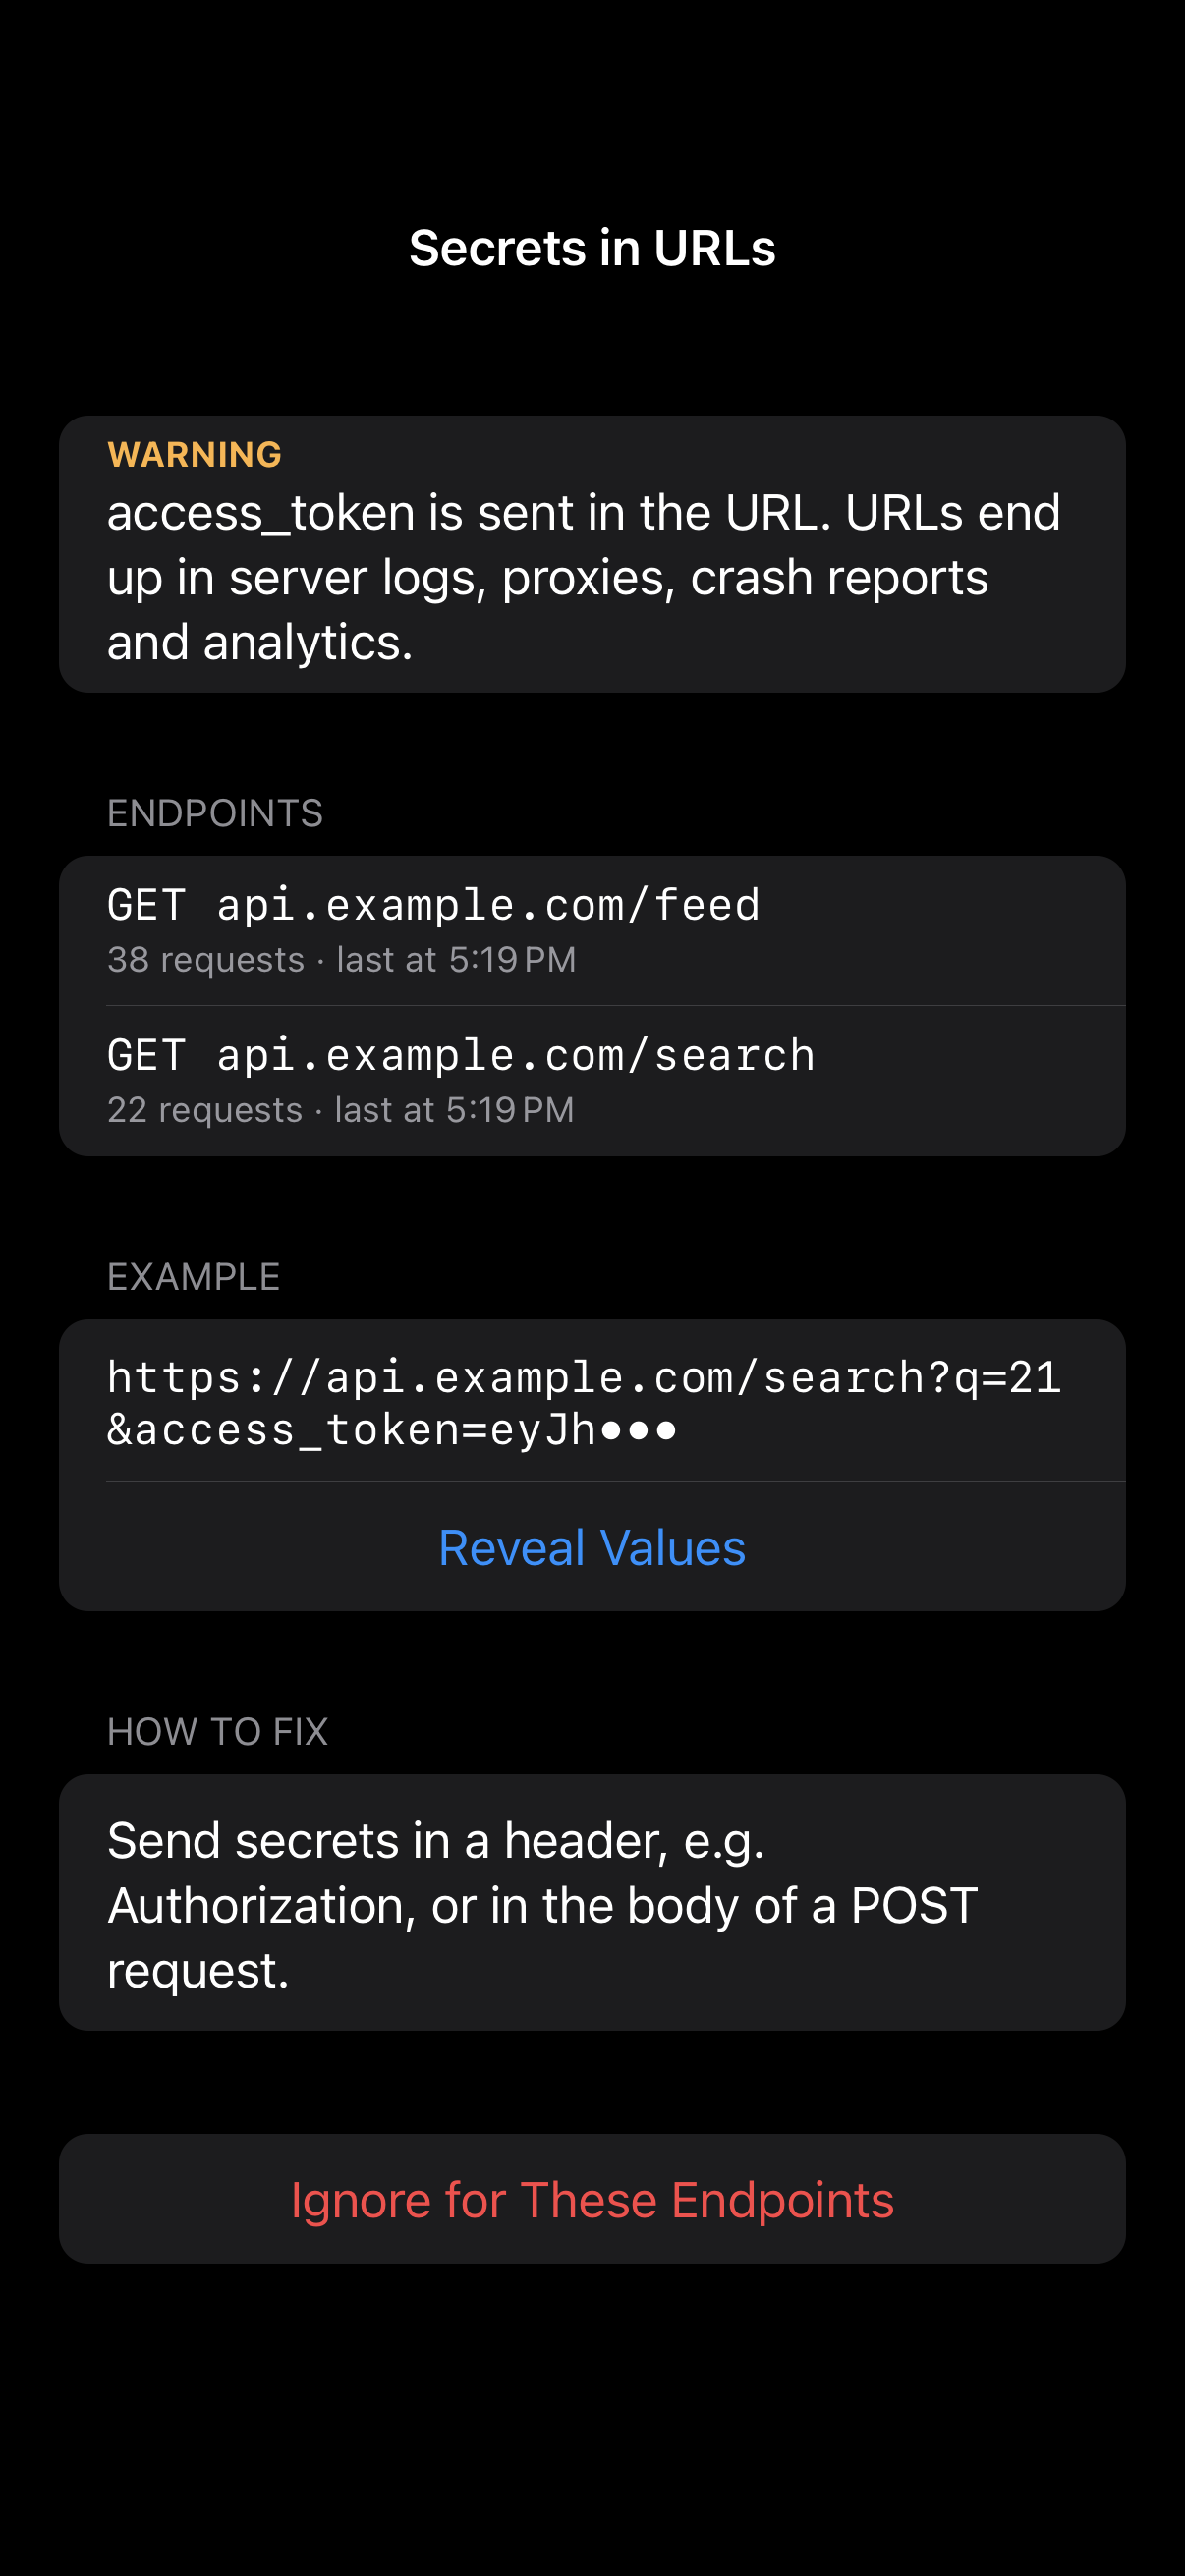 Secrets in URLs
WARNING
access_token is sent in the URL. URLs end
up in server logs, proxies, crash reports
and analytics.
ENDPOINTS
GET api.example.com/feed
38 requests · last at 5:19 PM
GET api.example.com/search
22 requests · last at 5:19 PM
EXAMPLE
https://api.example.com/search?q=21
&access_token=eyJh●●●
Reveal Values
HOW TO FIX
Send secrets in a header, e.g.
Authorization, or in the body of a POST
request.
Ignore for These Endpoints